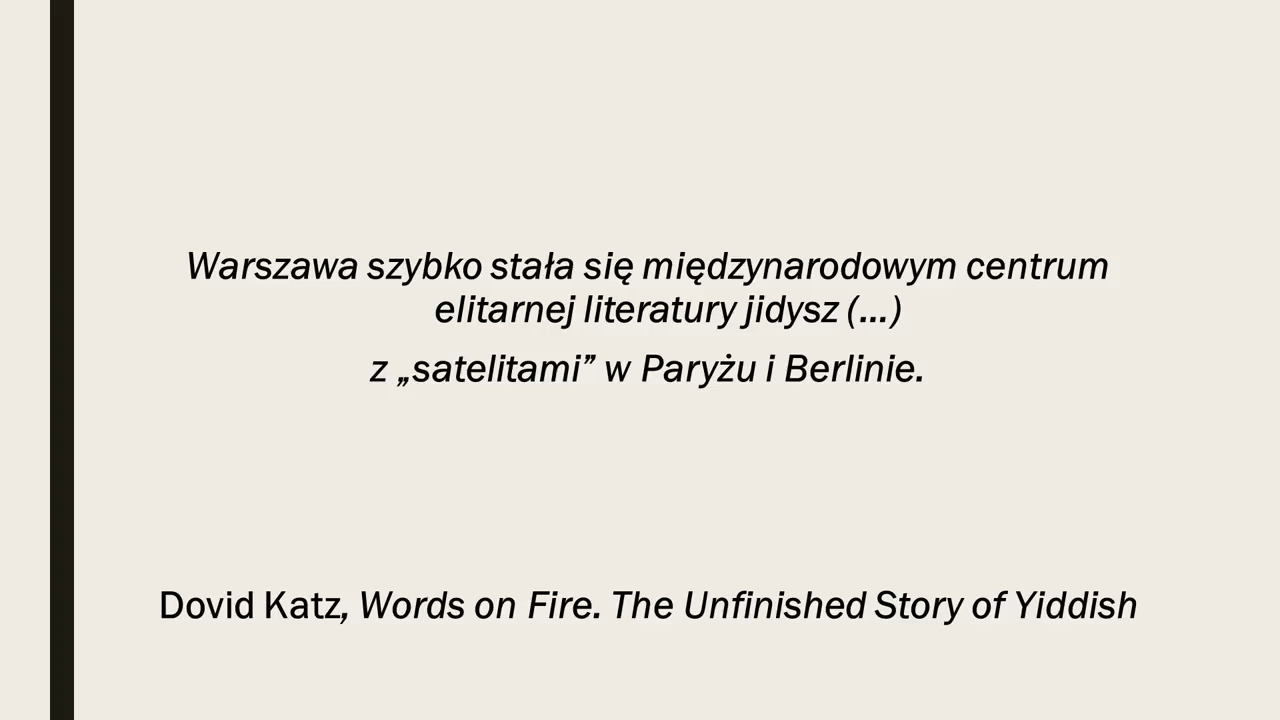 Warszawa szybko stała się międzynarodowym centrum
elitarnej literatury jidysz (...)
z „satelitami” w Paryżu i Berlinie.
Dovid Katz, Words on Fire. The Unfinished Story of Yiddish